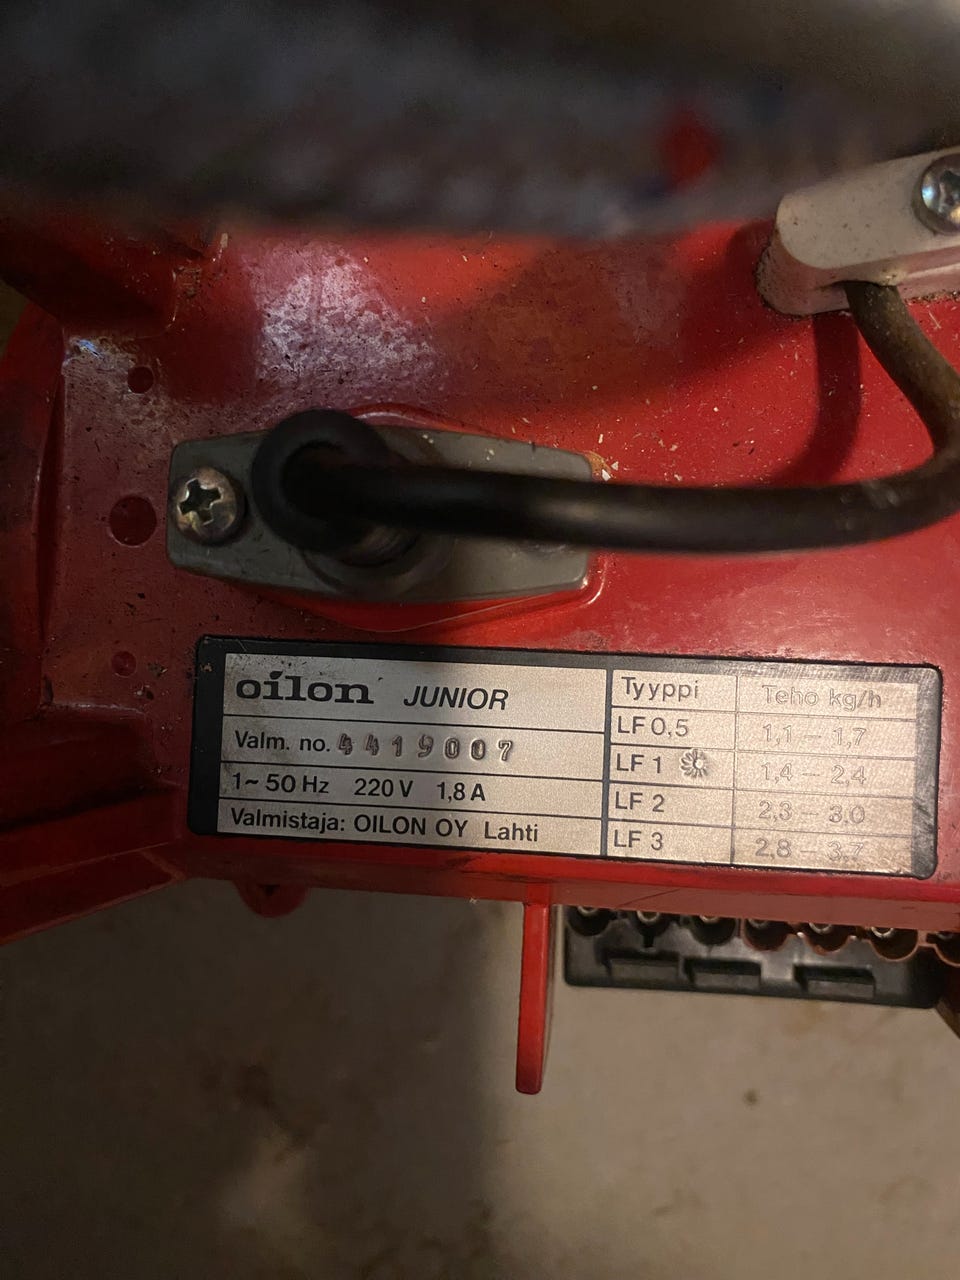 oilon JUNIOR
Valm. no. 4419007
1~ 50 Hz 220 V 1,8 A
Valmistaja: OILON OY Lahti
Tyyppi Teho kg/h
LF 0,5 1,1 – 1,7
LF 1 1,4 – 2,4
LF 2 2,3 – 3,0
LF 3 2,8 – 3,7